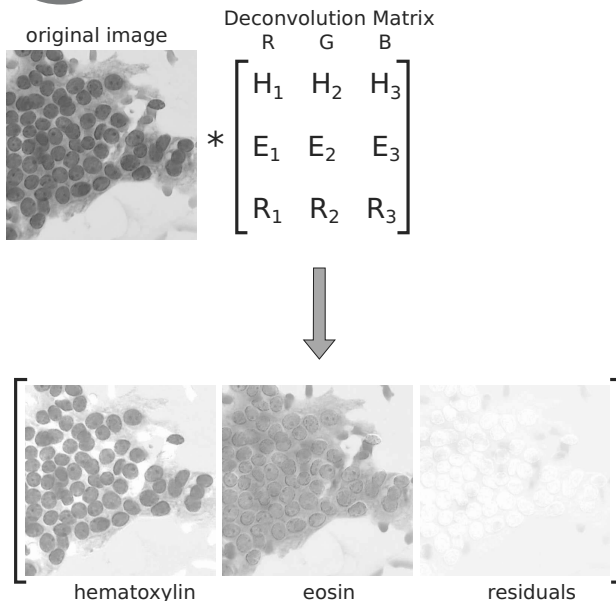 Deconvolution Matrix
original image
R G B
H1 H2 H3
*
E1 E2 E3
R1 R2 R3
hematoxylin eosin residuals